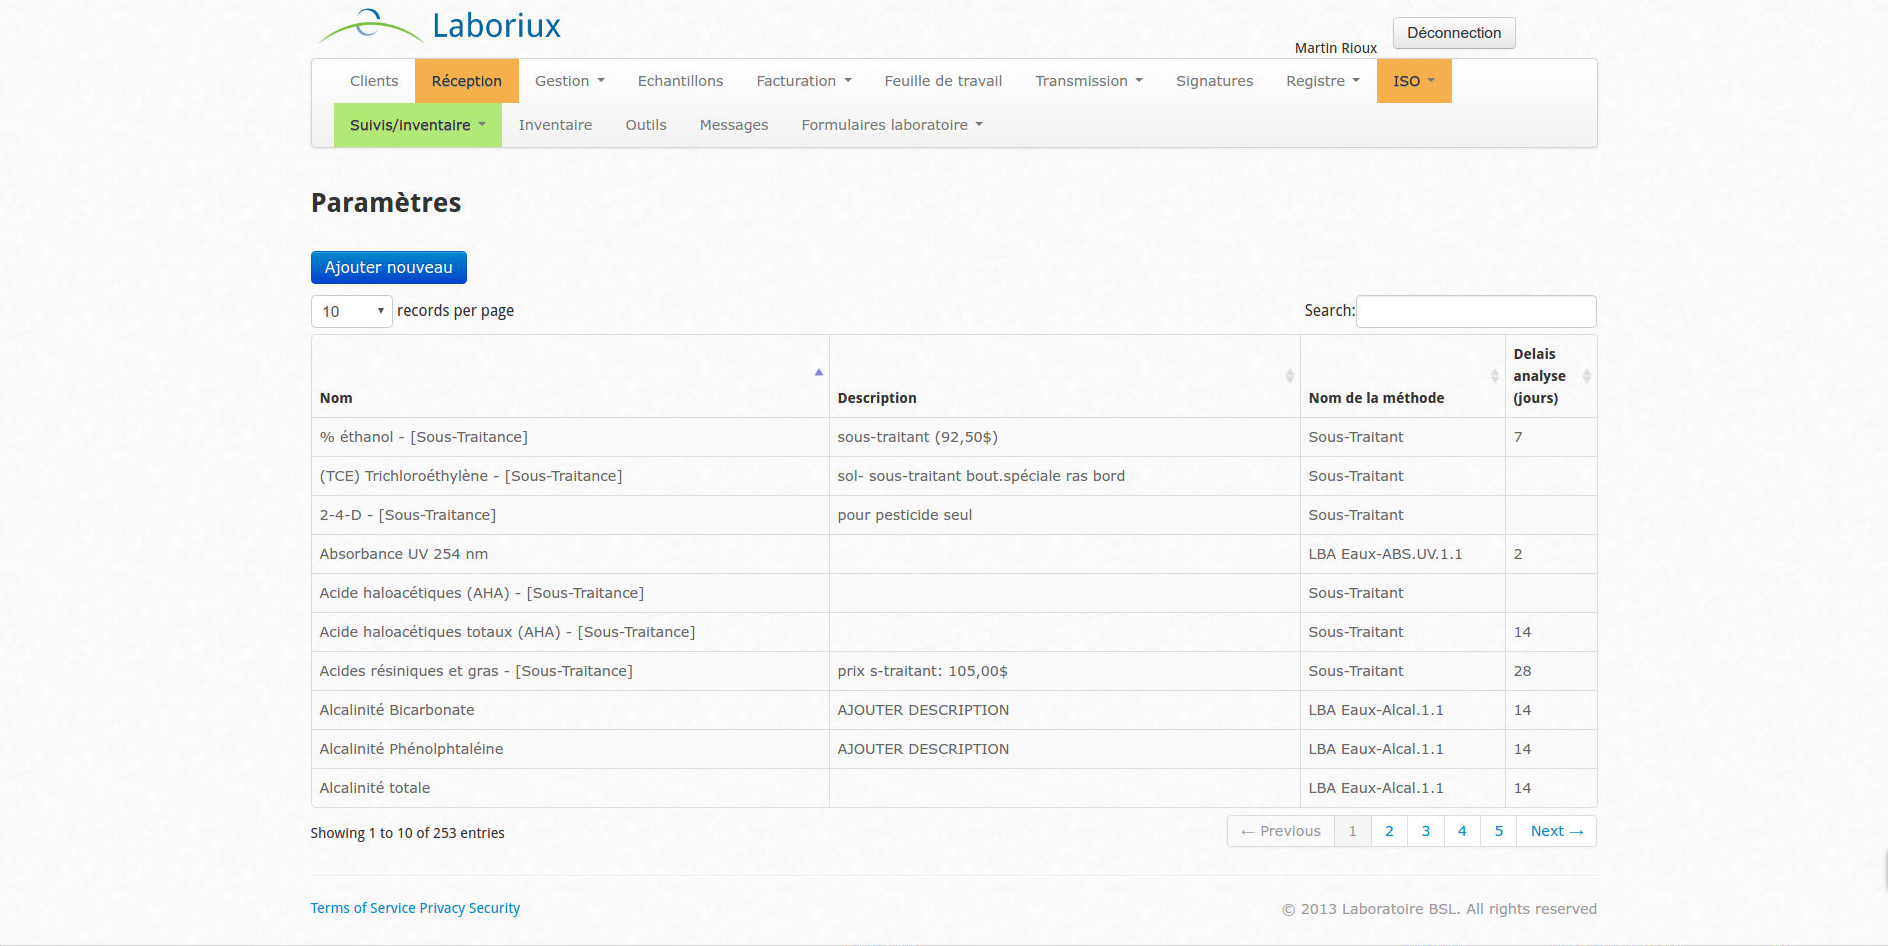 Laboriux
Martin Rioux
Déconnection
Clients Réception Gestion Echantillons Facturation Feuille de travail Transmission Signatures Registre ISO
Suivis/inventaire Inventaire Outils Messages Formulaires laboratoire
Paramètres
Ajouter nouveau
10 records per page Search:
Nom Description Nom de la méthode Delais analyse (jours)
% éthanol - [Sous-Traitance] sous-traitant (92,50$) Sous-Traitant 7
(TCE) Trichloroéthylène - [Sous-Traitance] sol- sous-traitant bout.spéciale ras bord Sous-Traitant
2-4-D - [Sous-Traitance] pour pesticide seul Sous-Traitant
Absorbance UV 254 nm LBA Eaux-ABS.UV.1.1 2
Acide haloacétiques (AHA) - [Sous-Traitance] Sous-Traitant
Acide haloacétiques totaux (AHA) - [Sous-Traitance] Sous-Traitant 14
Acides résiniques et gras - [Sous-Traitance] prix s-traitant: 105,00$ Sous-Traitant 28
Alcalinité Bicarbonate AJOUTER DESCRIPTION LBA Eaux-Alcal.1.1 14
Alcalinité Phénolphtaléine AJOUTER DESCRIPTION LBA Eaux-Alcal.1.1 14
Alcalinité totale LBA Eaux-Alcal.1.1 14
Showing 1 to 10 of 253 entries ← Previous 1 2 3 4 5 Next →
Terms of Service Privacy Security © 2013 Laboratoire BSL. All rights reserved